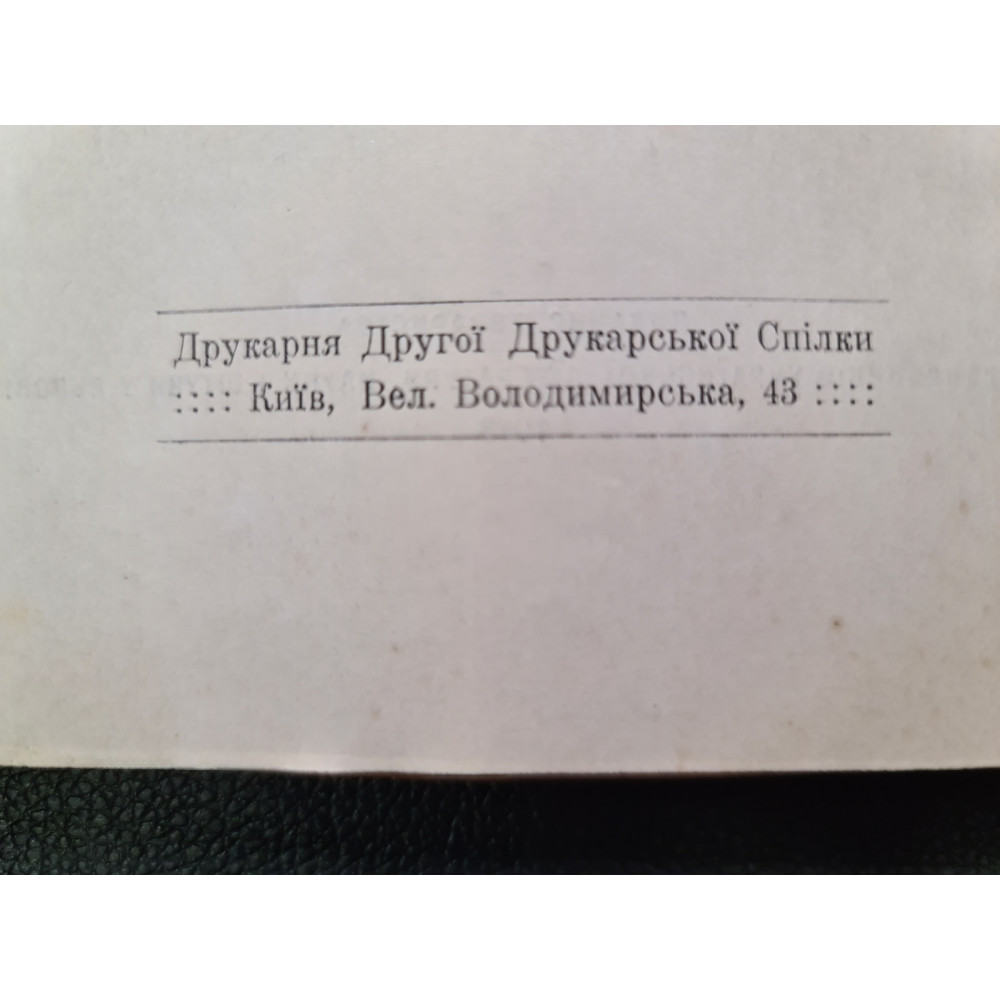 Друкарня Другої Друкарської Спілки
:::: Київ, Вел. Володимирська, 43 ::::